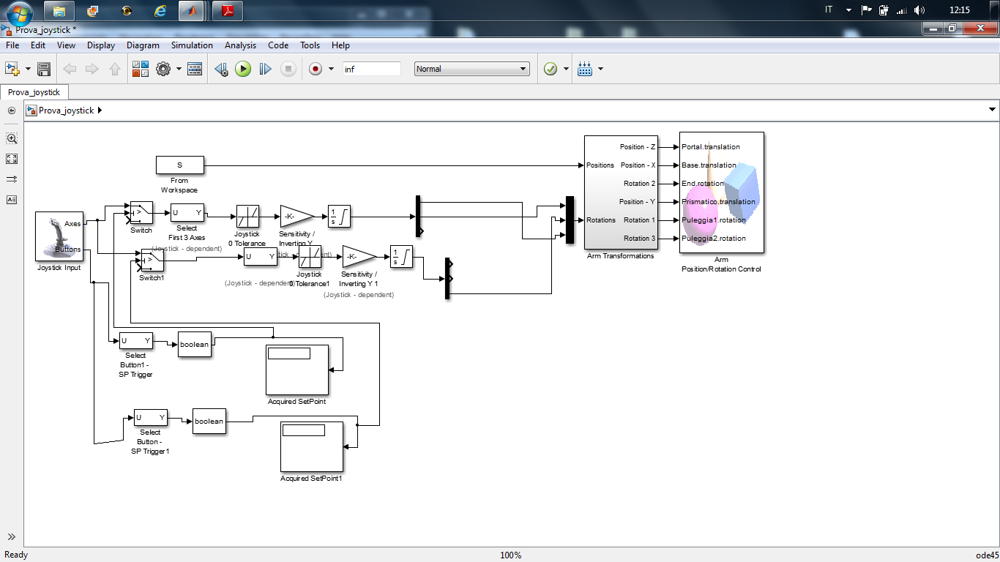 IT
12:15
Prova_joystick *
File Edit View Display Diagram Simulation Analysis Code Tools Help
inf
Normal
Prova_joystick
Prova_joystick
S
From
Workspace
Positions
Rotations
Position - Z
Position - X
Rotation 2
Position - Y
Rotation 1
Rotation 3
Arm Transformations
Portal.translation
Base.translation
End.rotation
Prismatico.translation
Puleggia1.rotation
Puleggia2.rotation
Arm
Position/Rotation Control
Axes
Buttons
Joystick Input
>
Switch
U Y
Select
First 3 Axes
(Joystick - dependent)
Joystick
0 Tolerance
-K-
Sensitivity /
Inverting Y
1
s
>
Switch1
U Y
(Joystick - dependent)
Joystick
0 Tolerance1
-K-
Sensitivity /
Inverting Y 1
(Joystick - dependent)
1
s
U Y
Select
Button1 -
SP Trigger
boolean
Acquired SetPoint
U Y
Select
Button -
SP Trigger1
boolean
Acquired SetPoint1
Ready
100%
ode45